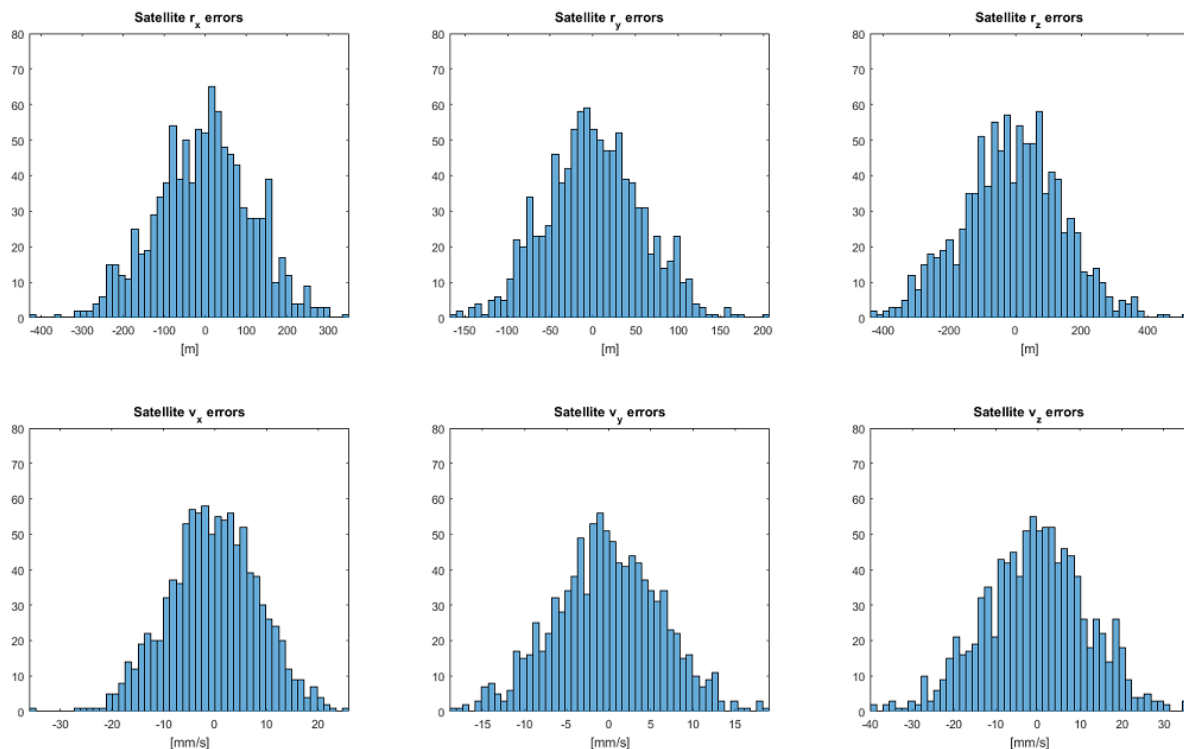 Satellite r_x errors
Satellite r_y errors
Satellite r_z errors
80 80 80
70 70 70
60 60 60
50 50 50
40 40 40
30 30 30
20 20 20
10 10 10
0 0 0
-400 -300 -200 -100 0 100 200 300
-150 -100 -50 0 50 100 150 200
-400 -200 0 200 400
[m] [m] [m]
Satellite v_x errors
Satellite v_y errors
Satellite v_z errors
80 80 80
70 70 70
60 60 60
50 50 50
40 40 40
30 30 30
20 20 20
10 10 10
0 0 0
-30 -20 -10 0 10 20
-15 -10 -5 0 5 10 15
-40 -30 -20 -10 0 10 20 30
[mm/s] [mm/s] [mm/s]